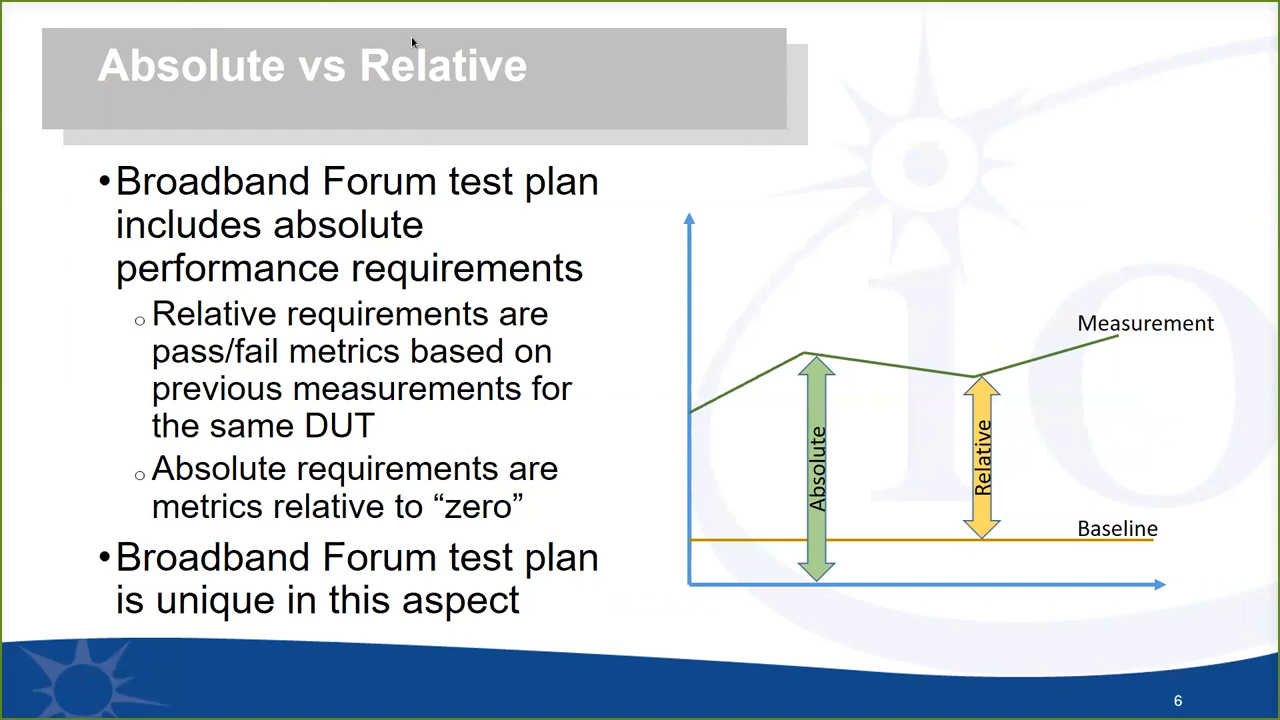 Absolute vs Relative
•Broadband Forum test plan
includes absolute
performance requirements
○ Relative requirements are
pass/fail metrics based on
previous measurements for
the same DUT
○ Absolute requirements are
metrics relative to “zero”
•Broadband Forum test plan
is unique in this aspect
Measurement
Absolute
Relative
Baseline
io
6